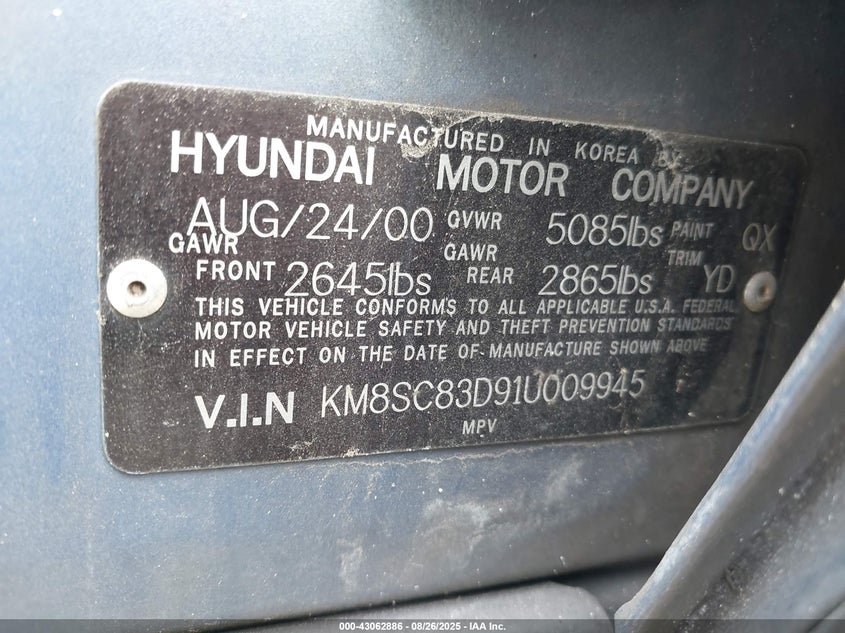 MANUFACTURED IN KOREA BY
HYUNDAI MOTOR COMPANY
AUG/24/00 GVWR 5085lbs PAINT QX
GAWR FRONT 2645lbs GAWR REAR 2865lbs TRIM YD
THIS VEHICLE CONFORMS TO ALL APPLICABLE U.S.A. FEDERAL
MOTOR VEHICLE SAFETY AND THEFT PREVENTION STANDARDS
IN EFFECT ON THE DATE OF MANUFACTURE SHOWN ABOVE
V.I.N KM8SC83D91U009945
MPV
000-43062886 - 08/26/2025 - IAA Inc.